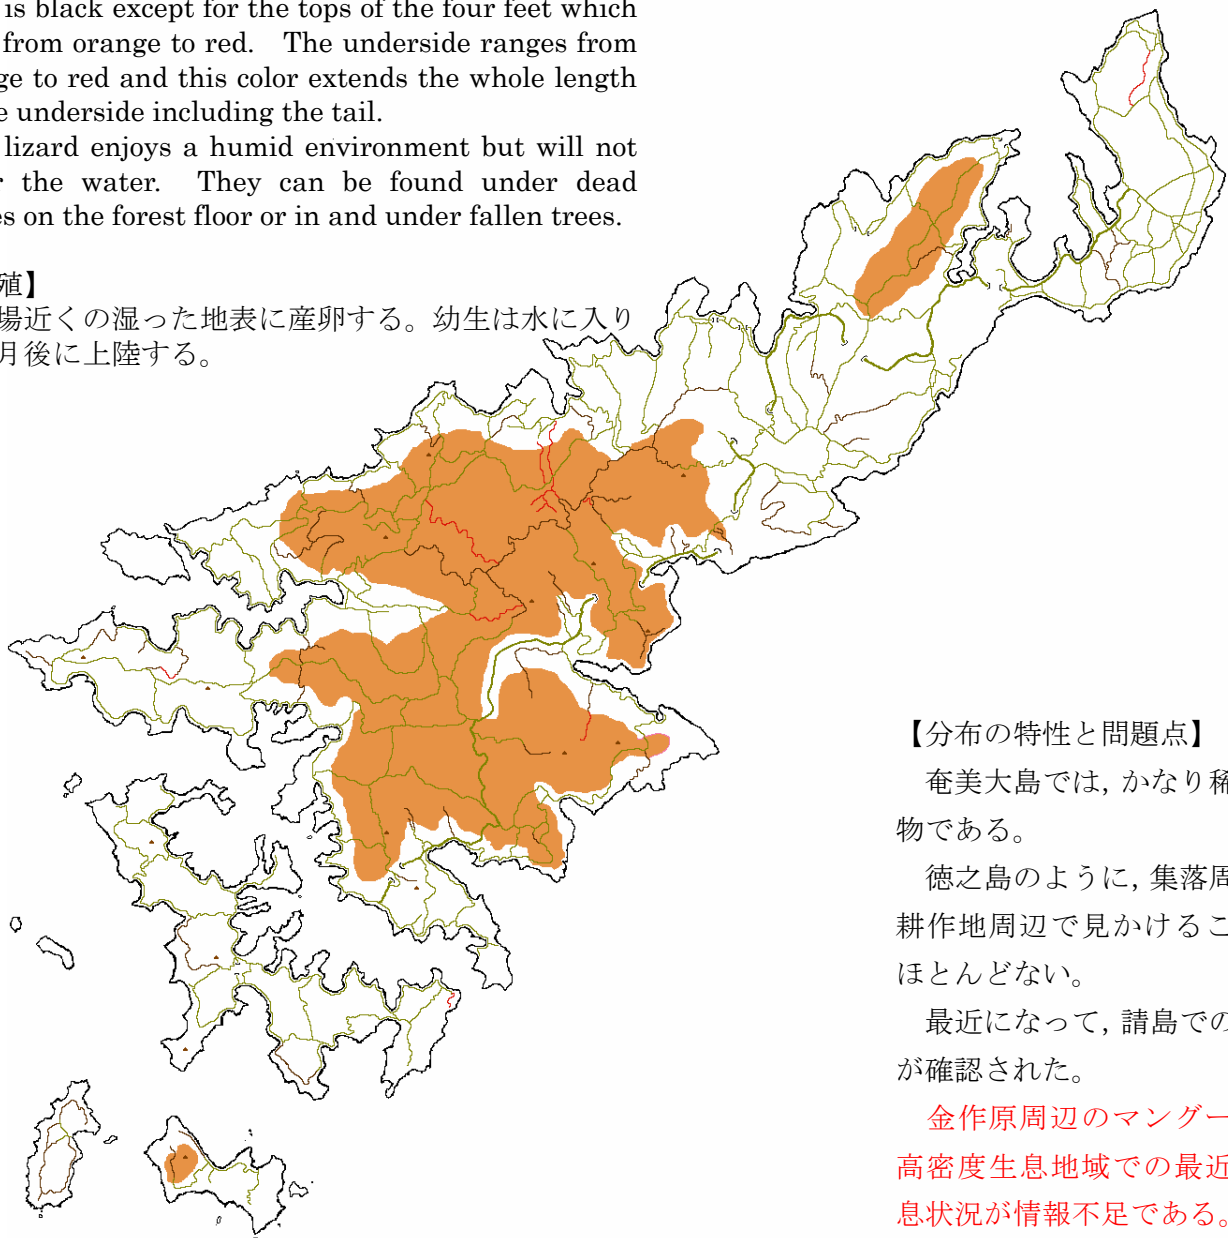 is black except for the tops of the four feet which
from orange to red. The underside ranges from
ge to red and this color extends the whole length
e underside including the tail.
lizard enjoys a humid environment but will not
r the water. They can be found under dead
es on the forest floor or in and under fallen trees.
殖】
場近くの湿った地表に産卵する。幼生は水に入り
月後に上陸する。
【分布の特性と問題点】
奄美大島では,かなり稀
物である。
徳之島のように,集落周
耕作地周辺で見かけるこ
ほとんどない。
最近になって,請島での
が確認された。
金作原周辺のマングー
高密度生息地域での最近
息状況が情報不足である。